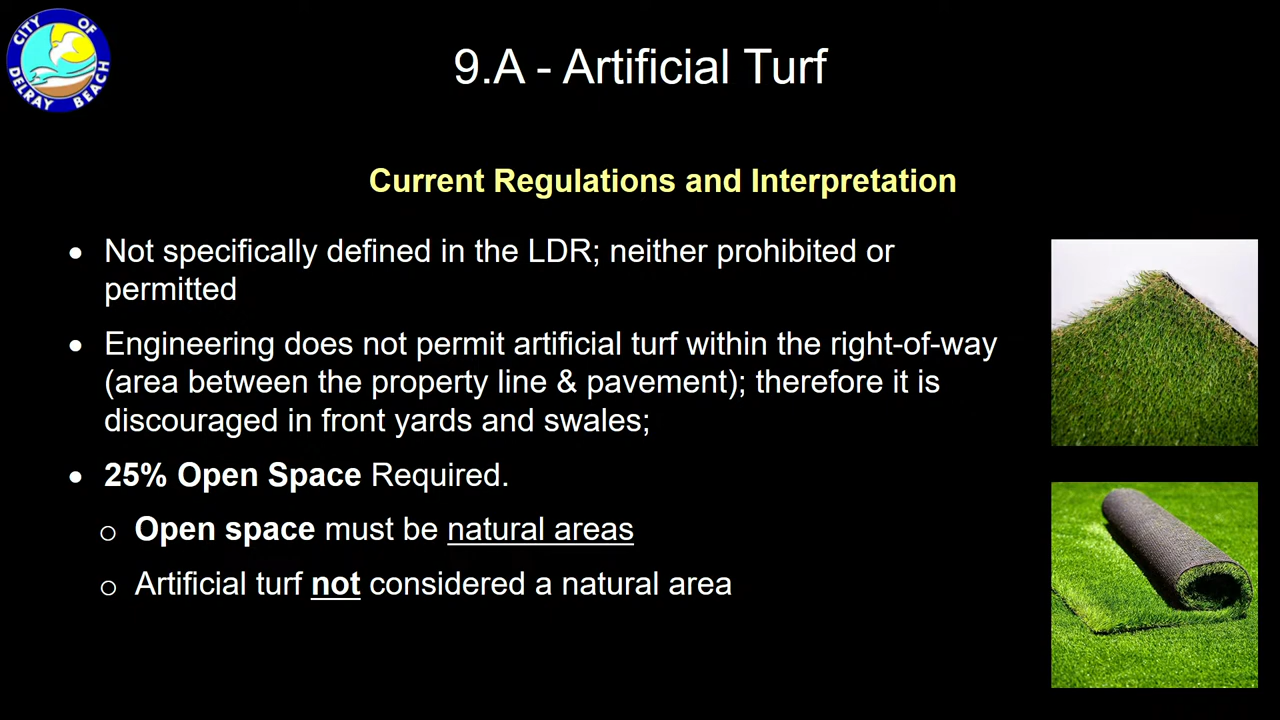 CITY OF
DELRAY BEACH
9.A - Artificial Turf
Current Regulations and Interpretation
• Not specifically defined in the LDR; neither prohibited or
permitted
• Engineering does not permit artificial turf within the right-of-way
(area between the property line & pavement); therefore it is
discouraged in front yards and swales;
• 25% Open Space Required.
o Open space must be natural areas
o Artificial turf not considered a natural area